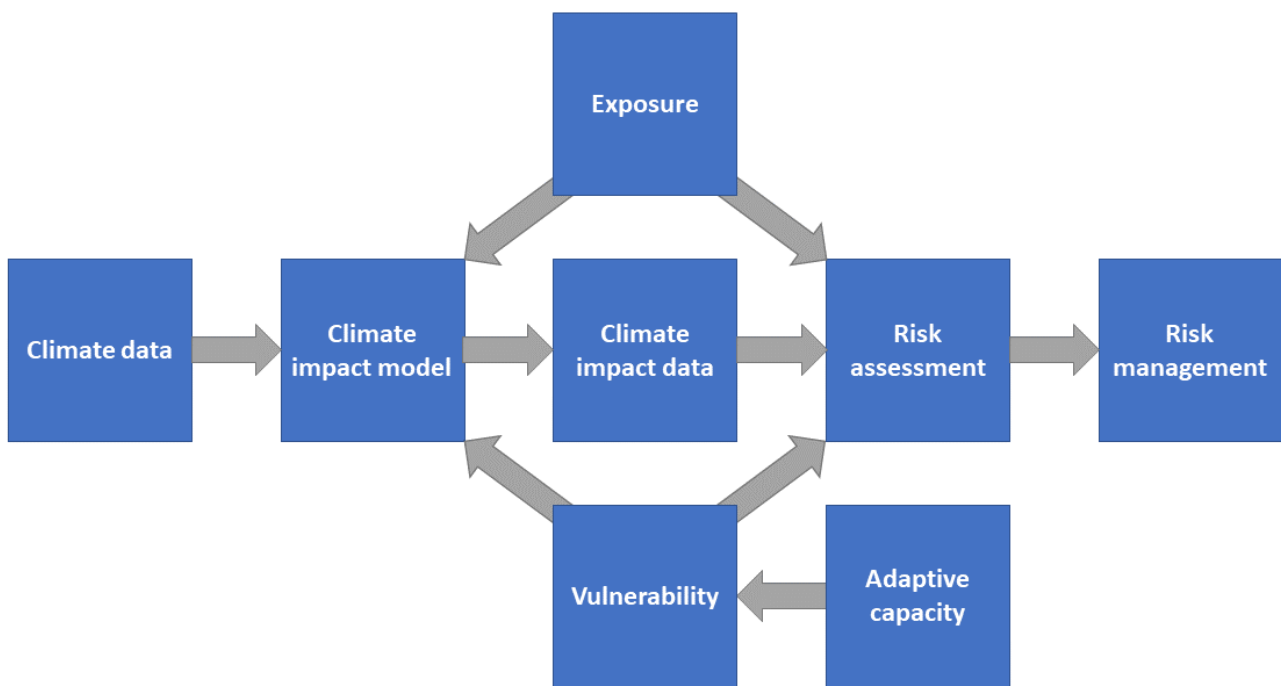 Exposure
Climate data
Climate
impact model
Climate
impact data
Risk
assessment
Risk
management
Vulnerability
Adaptive
capacity